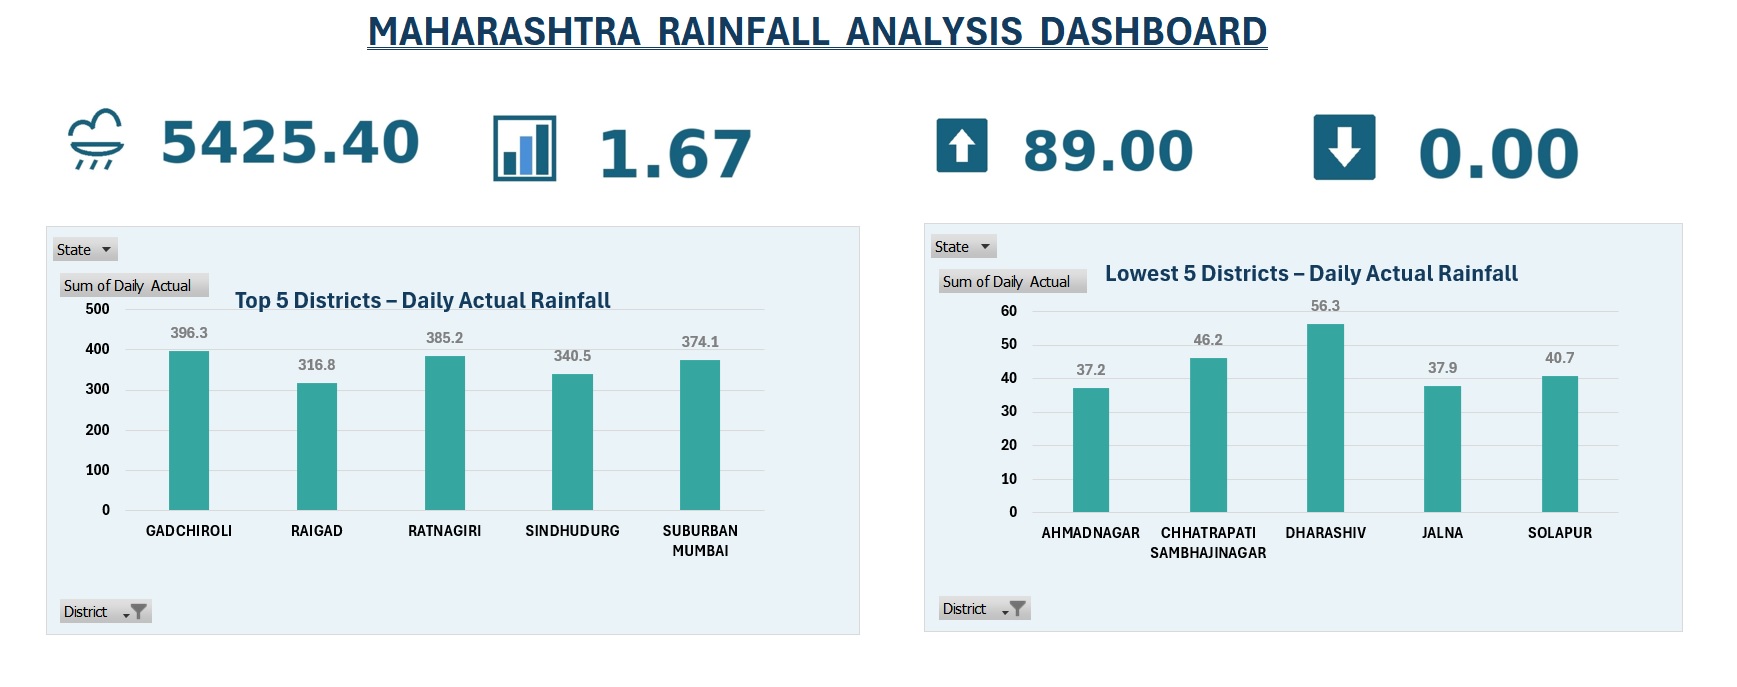 MAHARASHTRA RAINFALL ANALYSIS DASHBOARD
5425.40
1.67
89.00
0.00
State
Sum of Daily Actual
Top 5 Districts – Daily Actual Rainfall
500
400
300
200
100
0
396.3
316.8
385.2
340.5
374.1
GADCHIROLI
RAIGAD
RATNAGIRI
SINDHUDURG
SUBURBAN
MUMBAI
District
State
Sum of Daily Actual
Lowest 5 Districts – Daily Actual Rainfall
60
50
40
30
20
10
0
37.2
46.2
56.3
37.9
40.7
AHMADNAGAR
CHHATRAPATI
SAMBHAJINAGAR
DHARASHIV
JALNA
SOLAPUR
District